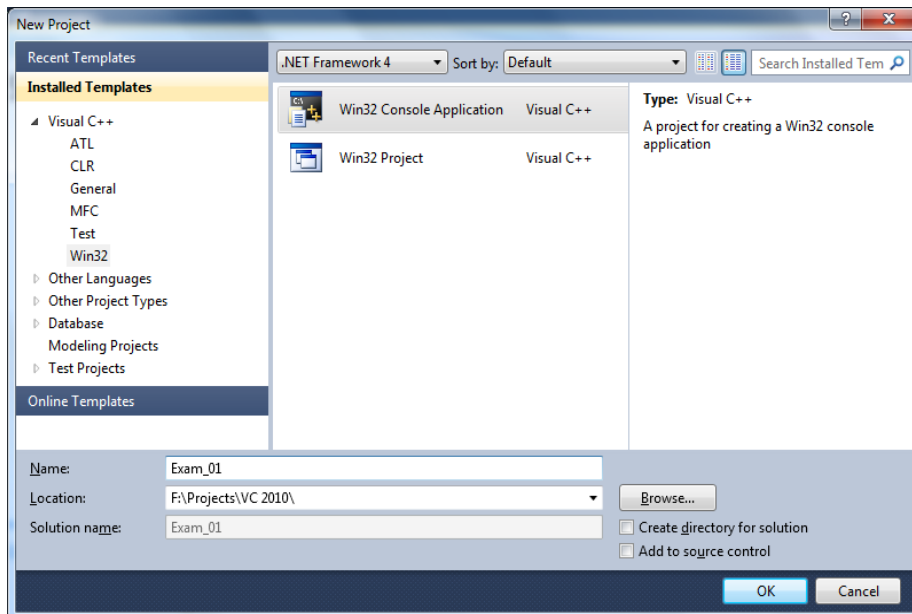 New Project
?
X
Recent Templates
Installed Templates
Visual C++
ATL
CLR
General
MFC
Test
Win32
Other Languages
Other Project Types
Database
Modeling Projects
Test Projects
Online Templates
.NET Framework 4 Sort by: Default Search Installed Tem
C:\ Win32 Console Application Visual C++
Win32 Project Visual C++
Type: Visual C++
A project for creating a Win32 console
application
Name: Exam_01
Location: F:\Projects\VC 2010\ Browse...
Solution name: Exam_01 Create directory for solution
Add to source control
OK Cancel